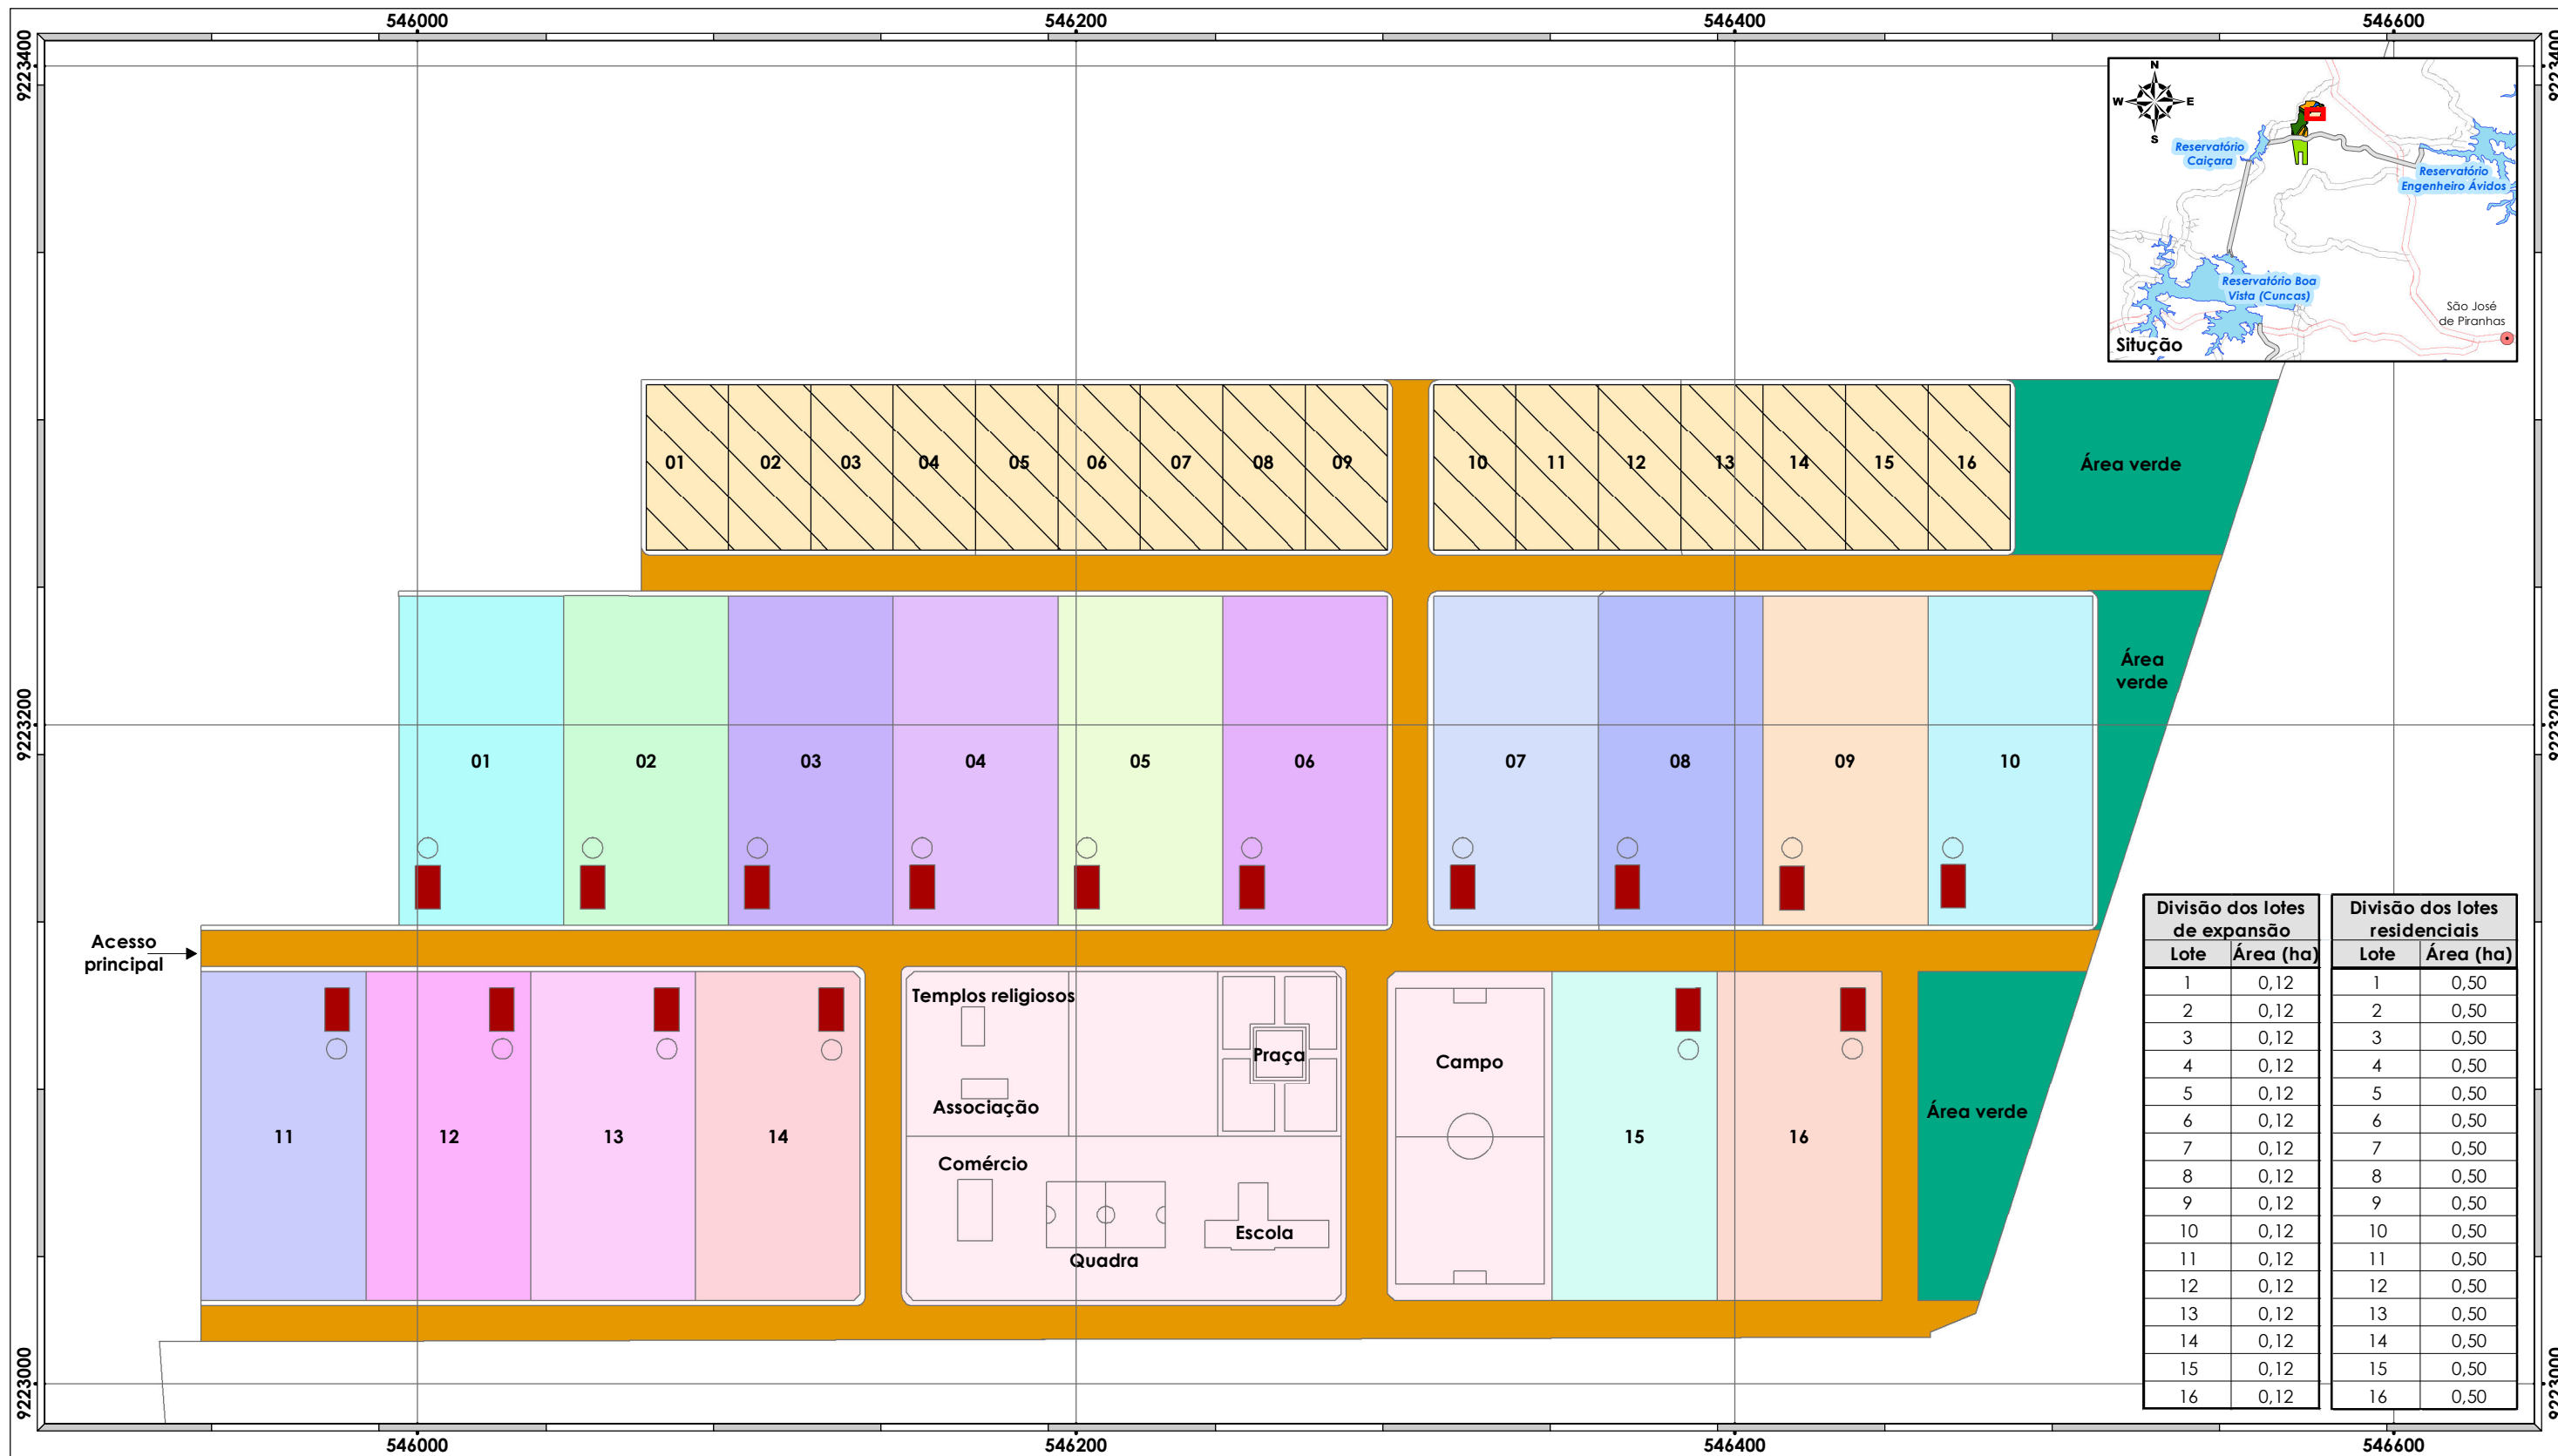 546000 546200 546400 546600
9223400 9223400
N
W E
S
Reservatório
Caiçara
Reservatório
Engenheiro Ávidos
Reservatório Boa
Vista (Cuncas)
São José
de Piranhas
Situção
01 02 03 04 05 06 07 08 09 10 11 12 13 14 15 16
Área verde
Área
verde
9223200 9223200
01 02 03 04 05 06 07 08 09 10
Acesso
principal
Templos religiosos
Praça
Campo
Associação
Área verde
11 12 13 14 15 16
Comércio
Escola
Quadra
Divisão dos lotes
de expansão
Lote Área (ha)
1 0,12
2 0,12
3 0,12
4 0,12
5 0,12
6 0,12
7 0,12
8 0,12
9 0,12
10 0,12
11 0,12
12 0,12
13 0,12
14 0,12
15 0,12
16 0,12
Divisão dos lotes
residenciais
Lote Área (ha)
1 0,50
2 0,50
3 0,50
4 0,50
5 0,50
6 0,50
7 0,50
8 0,50
9 0,50
10 0,50
11 0,50
12 0,50
13 0,50
14 0,50
15 0,50
16 0,50
9223000 9223000
546000 546200 546400 546600